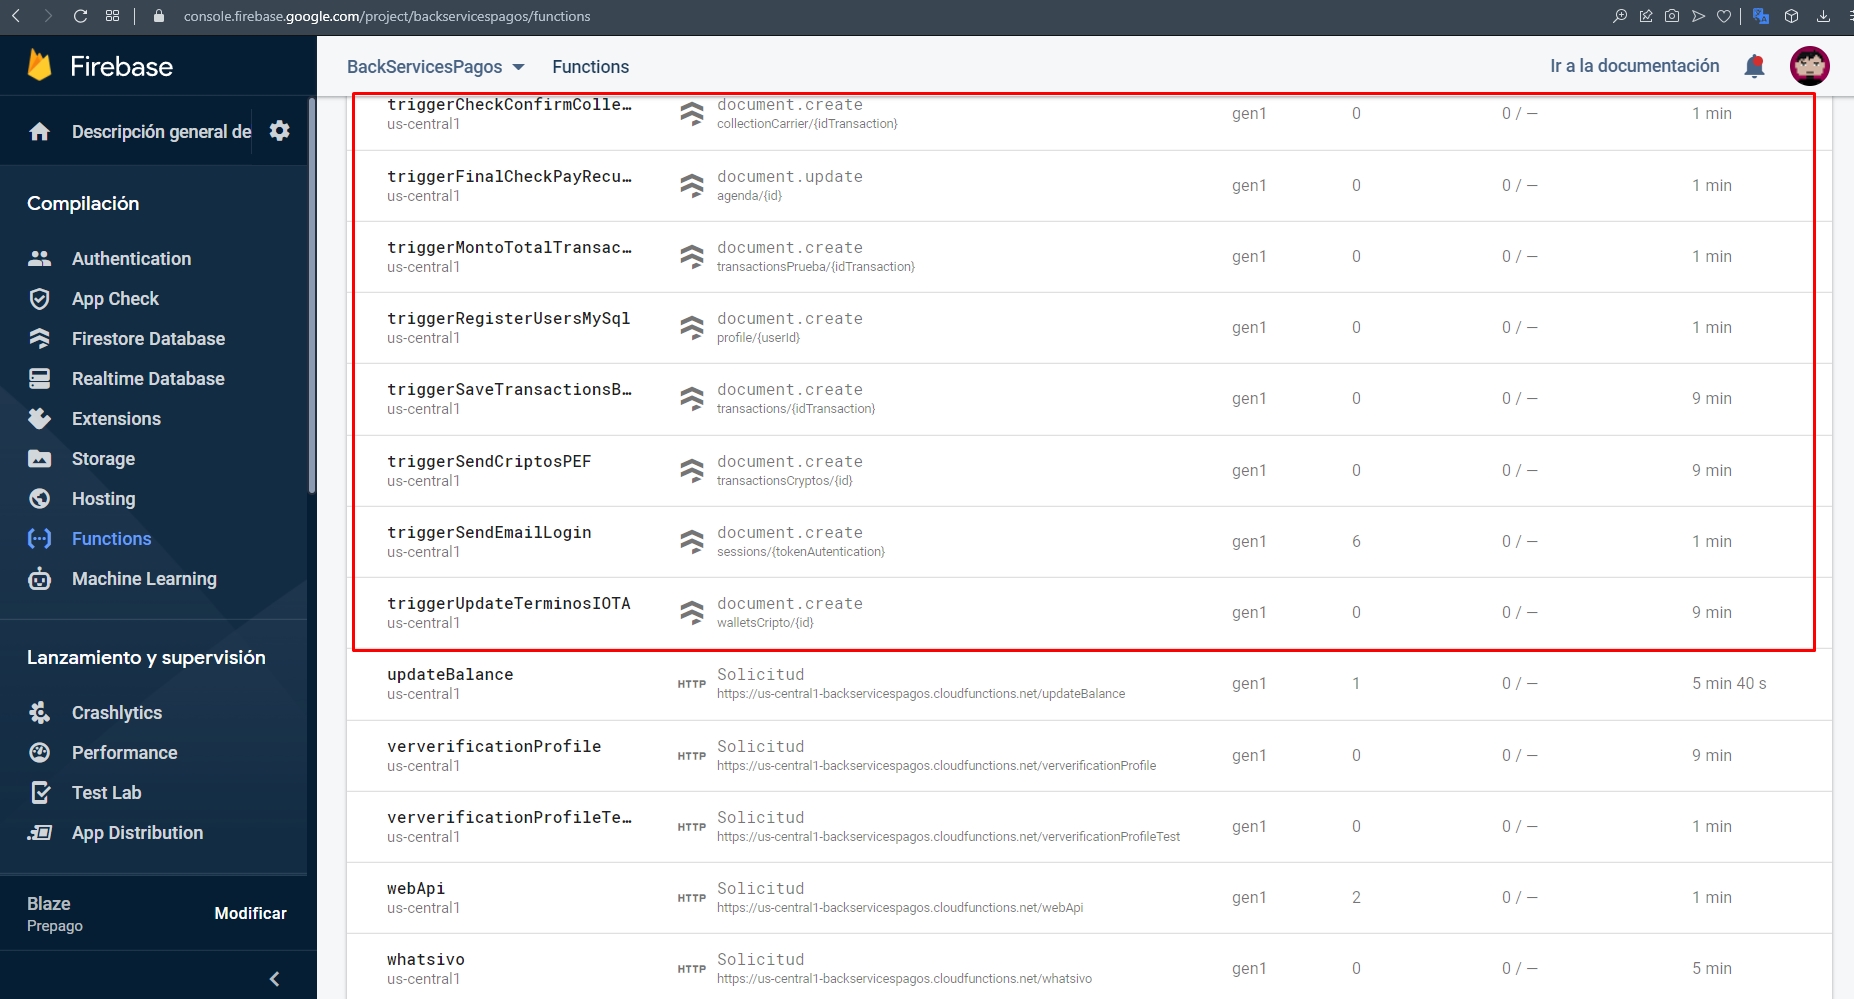 console.firebase.google.com/project/backservicespagos/functions
Firebase
BackServicesPagos
Functions
Ir a la documentación
Descripción general de
Compilación
Authentication
App Check
Firestore Database
Realtime Database
Extensions
Storage
Hosting
Functions
Machine Learning
Lanzamiento y supervisión
Crashlytics
Performance
Test Lab
App Distribution
Blaze
Prepago
Modificar
triggerCheckConfirmColle… document.create gen1 0 0 / — 1 min
us-central1 collectionCarrier/{idTransaction}
triggerFinalCheckPayRecu… document.update gen1 0 0 / — 1 min
us-central1 agenda/{id}
triggerMontoTotalTransac… document.create gen1 0 0 / — 1 min
us-central1 transactionsPrueba/{idTransaction}
triggerRegisterUsersMySql document.create gen1 0 0 / — 1 min
us-central1 profile/{userId}
triggerSaveTransactionsB… document.create gen1 0 0 / — 9 min
us-central1 transactions/{idTransaction}
triggerSendCriptosPEF document.create gen1 0 0 / — 9 min
us-central1 transactionsCryptos/{id}
triggerSendEmailLogin document.create gen1 6 0 / — 1 min
us-central1 sessions/{tokenAutentication}
triggerUpdateTerminosIOTA document.create gen1 0 0 / — 9 min
us-central1 walletsCripto/{id}
updateBalance HTTP Solicitud gen1 1 0 / — 5 min 40 s
us-central1 https://us-central1-backservicespagos.cloudfunctions.net/updateBalance
ververificationProfile HTTP Solicitud gen1 0 0 / — 9 min
us-central1 https://us-central1-backservicespagos.cloudfunctions.net/ververificationProfile
ververificationProfileTe… HTTP Solicitud gen1 0 0 / — 1 min
us-central1 https://us-central1-backservicespagos.cloudfunctions.net/ververificationProfileTest
webApi HTTP Solicitud gen1 2 0 / — 1 min
us-central1 https://us-central1-backservicespagos.cloudfunctions.net/webApi
whatsivo HTTP Solicitud gen1 0 0 / — 5 min
us-central1 https://us-central1-backservicespagos.cloudfunctions.net/whatsivo